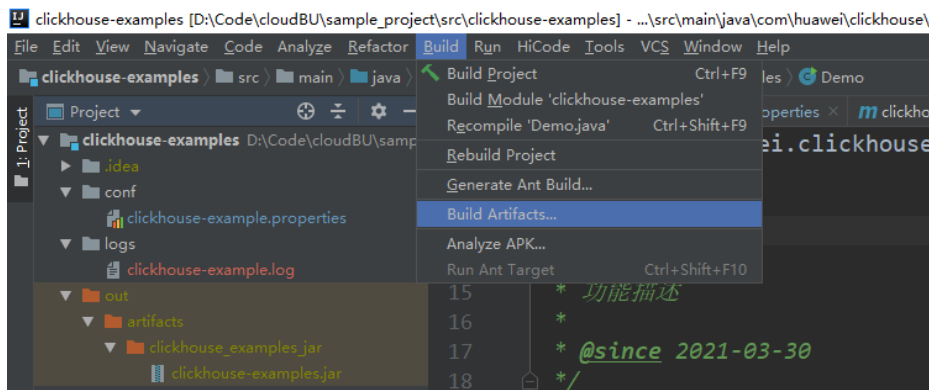 clickhouse-examples [D:\Code\cloudBU\sample_project\src\clickhouse-examples] - ...\src\main\java\com\huawei\clickhouse\
File Edit View Navigate Code Analyze Refactor Build Run HiCode Tools VCS Window Help
clickhouse-examples src main java les Demo
Build Project Ctrl+F9
Build Module 'clickhouse-examples'
Recompile 'Demo.java' Ctrl+Shift+F9
Rebuild Project
Generate Ant Build...
Build Artifacts...
Analyze APK...
Run Ant Target Ctrl+Shift+F10
1: Project
Project
clickhouse-examples D:\Code\cloudBU\samp
.idea
conf
clickhouse-example.properties
logs
clickhouse-example.log
out
artifacts
clickhouse_examples_jar
clickhouse-examples.jar
operties clickho
ei.clickhouse
15 * 功能描述
16 *
17 * @since 2021-03-30
18 */